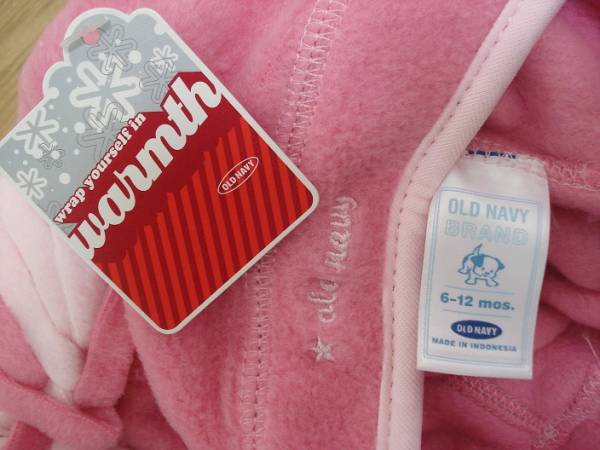 wrap yourself in
warmth
OLD NAVY
old navy
OLD NAVY
BRAND
6-12 mos.
OLD NAVY
MADE IN INDONESIA